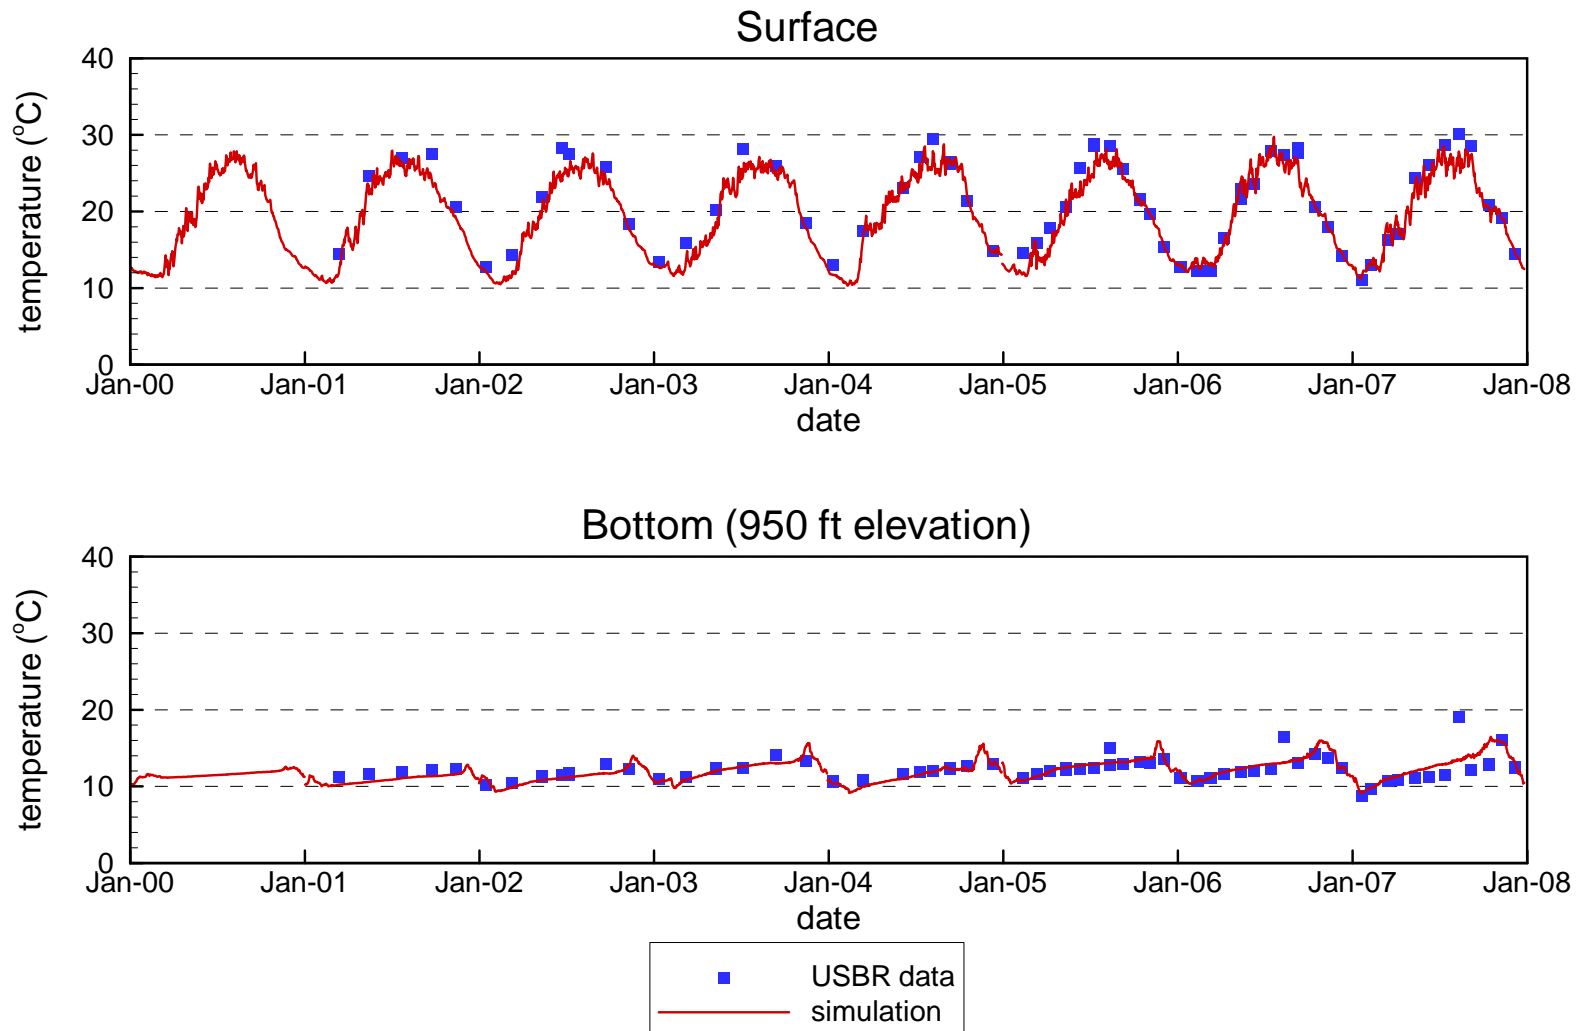 Surface
40
30
20
10
0
temperature (°C)
Jan-00 Jan-01 Jan-02 Jan-03 Jan-04 Jan-05 Jan-06 Jan-07 Jan-08
date
Bottom (950 ft elevation)
40
30
20
10
0
temperature (°C)
Jan-00 Jan-01 Jan-02 Jan-03 Jan-04 Jan-05 Jan-06 Jan-07 Jan-08
date
USBR data
simulation